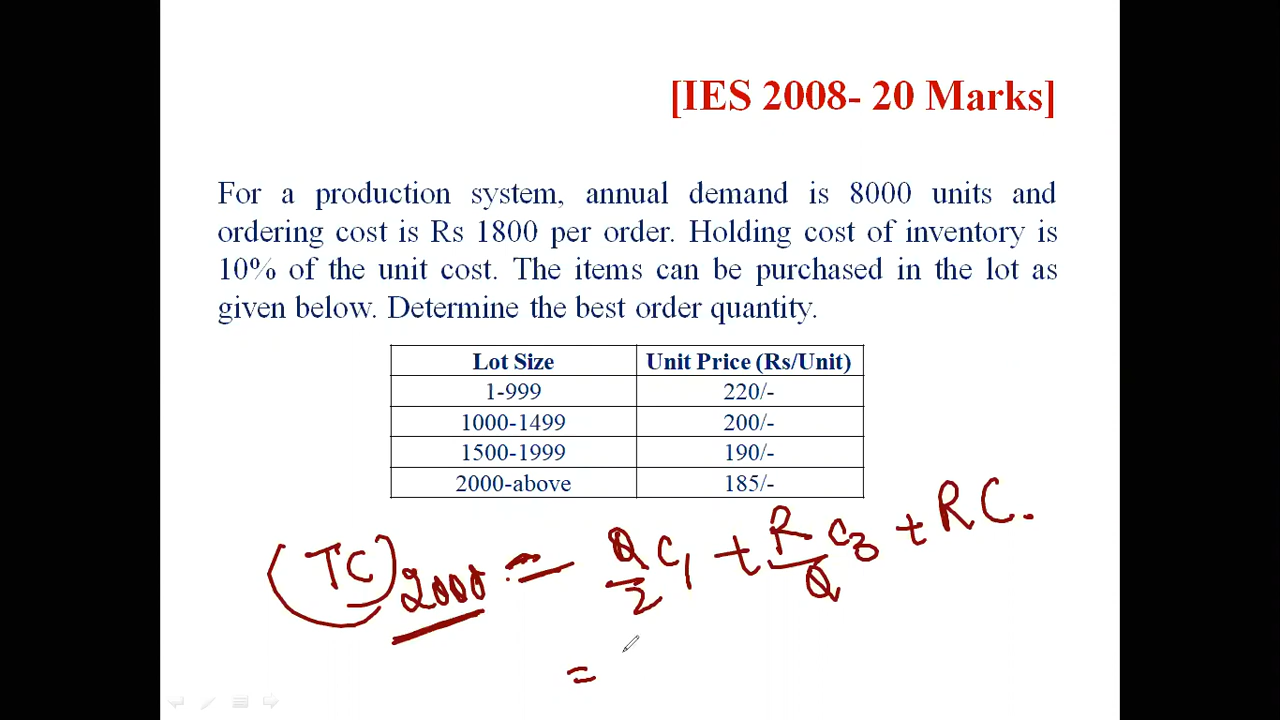 [IES 2008- 20 Marks]
For a production system, annual demand is 8000 units and
ordering cost is Rs 1800 per order. Holding cost of inventory is
10% of the unit cost. The items can be purchased in the lot as
given below. Determine the best order quantity.
Lot Size Unit Price (Rs/Unit)
1-999 220/-
1000-1499 200/-
1500-1999 190/-
2000-above 185/-
(TC)2000 = Q/2 C1 + R/Q C3 + RC.
=